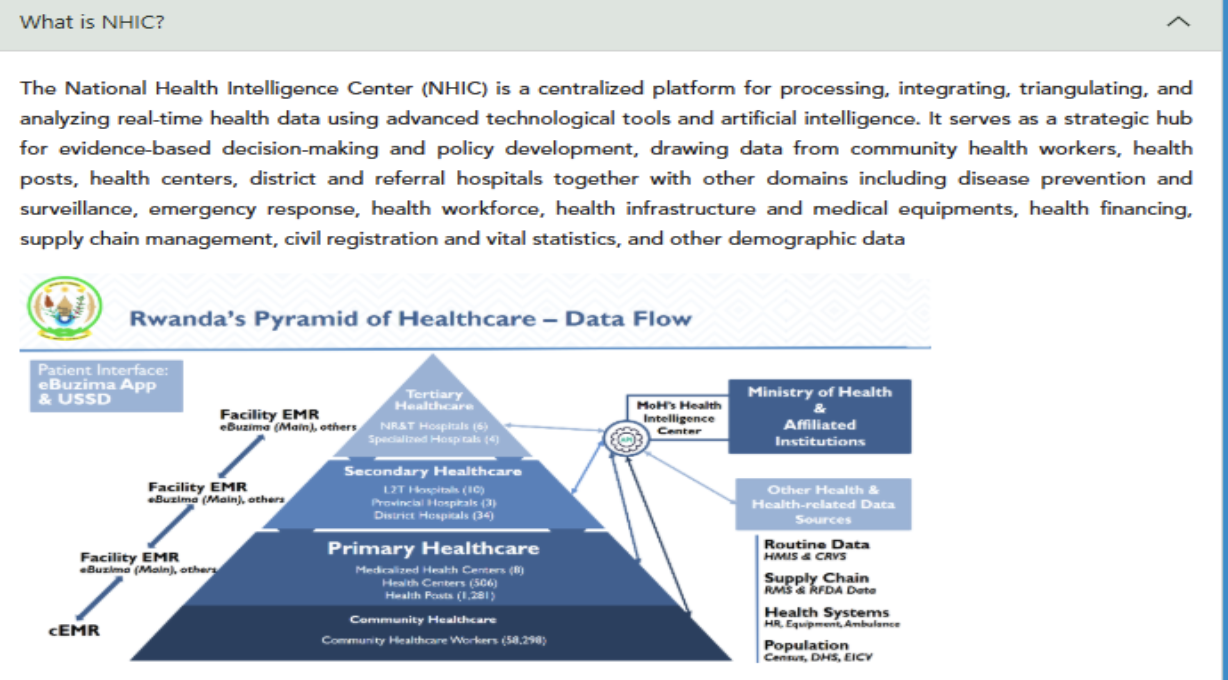 What is NHIC?
The National Health Intelligence Center (NHIC) is a centralized platform for processing, integrating, triangulating, and
analyzing real-time health data using advanced technological tools and artificial intelligence. It serves as a strategic hub
for evidence-based decision-making and policy development, drawing data from community health workers, health
posts, health centers, district and referral hospitals together with other domains including disease prevention and
surveillance, emergency response, health workforce, health infrastructure and medical equipments, health financing,
supply chain management, civil registration and vital statistics, and other demographic data
Rwanda's Pyramid of Healthcare – Data Flow
Patient Interface:
eBuzima App
& USSD
Facility EMR
eBuzima (Main), others
Facility EMR
eBuzima (Main), others
Facility EMR
eBuzima (Main), others
cEMR
Tertiary
Healthcare
NR&T Hospitals (6)
Specialized Hospitals (4)
Secondary Healthcare
L2T Hospitals (10)
Provincial Hospitals (3)
District Hospitals (34)
Primary Healthcare
Medicalized Health Centers (8)
Health Centers (506)
Health Posts (1,281)
Community Healthcare
Community Healthcare Workers (58,298)
MoH's Health
Intelligence
Center
API
Ministry of Health
&
Affiliated
Institutions
Other Health &
Health-related Data
Sources
Routine Data
HMIS & CRVS
Supply Chain
RMS & RFDA Data
Health Systems
HR, Equipment, Ambulance
Population
Census, DHS, EICV